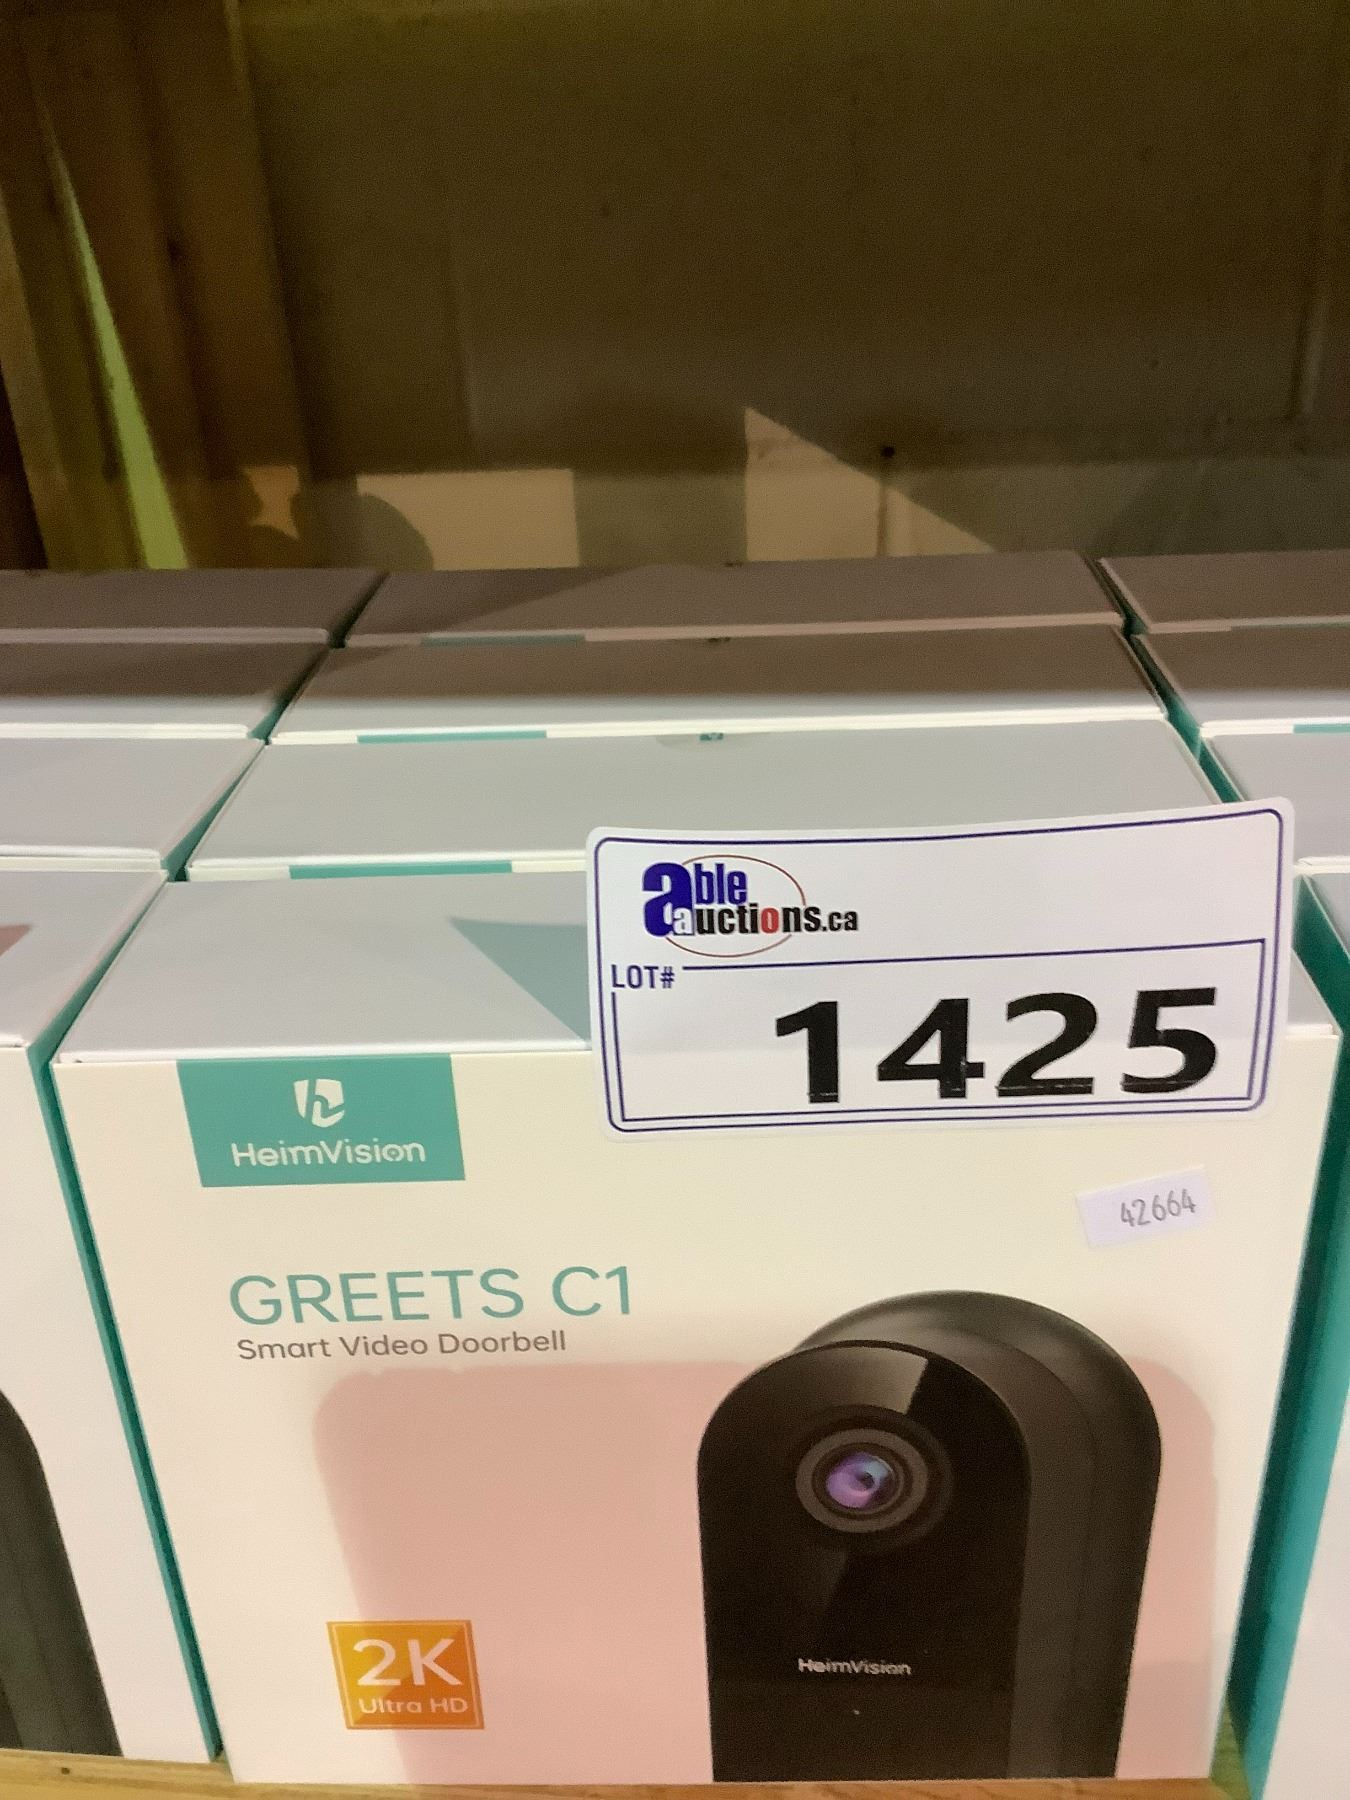 able
auctions.ca
LOT#
1425
HeimVision
42664
GREETS C1
Smart Video Doorbell
2K
Ultra HD
HeimVision